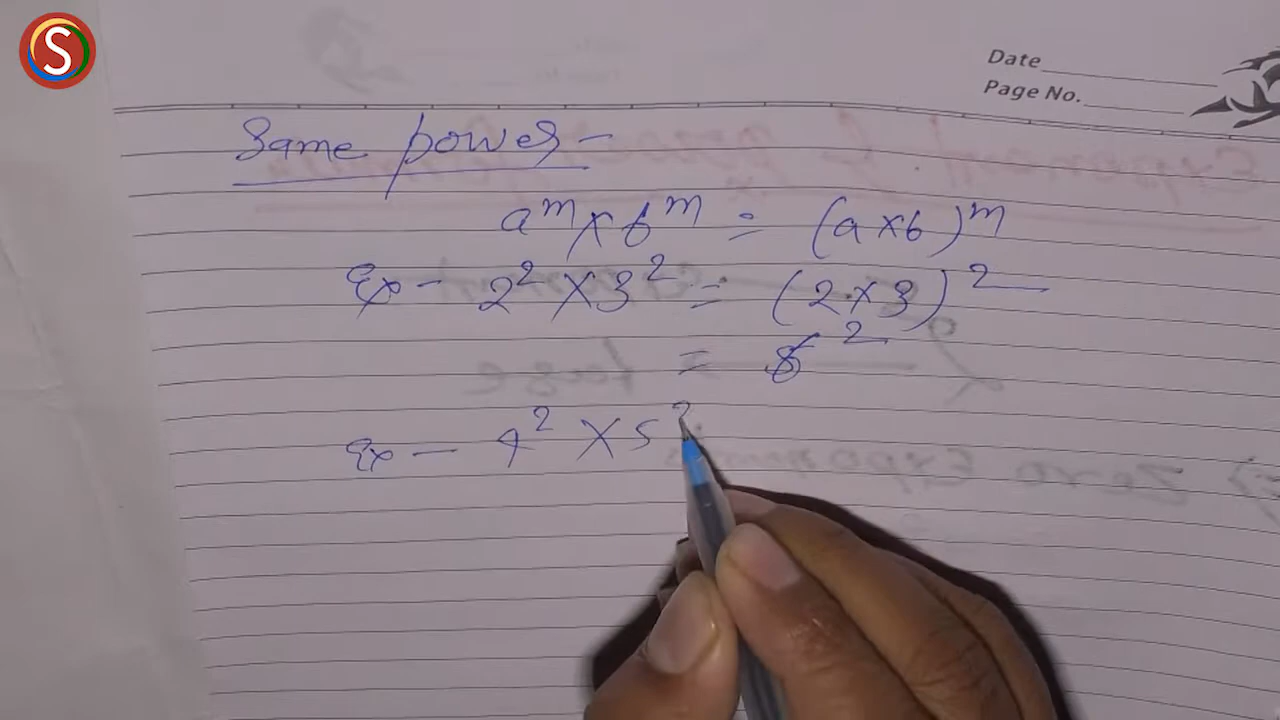 S
Date
Page No.
Same power -
a^m × b^m = (a × b)^m
Ex - 2^2 × 3^2 = (2 × 3)^2
= 6^2
Ex - 4^2 × 5^2